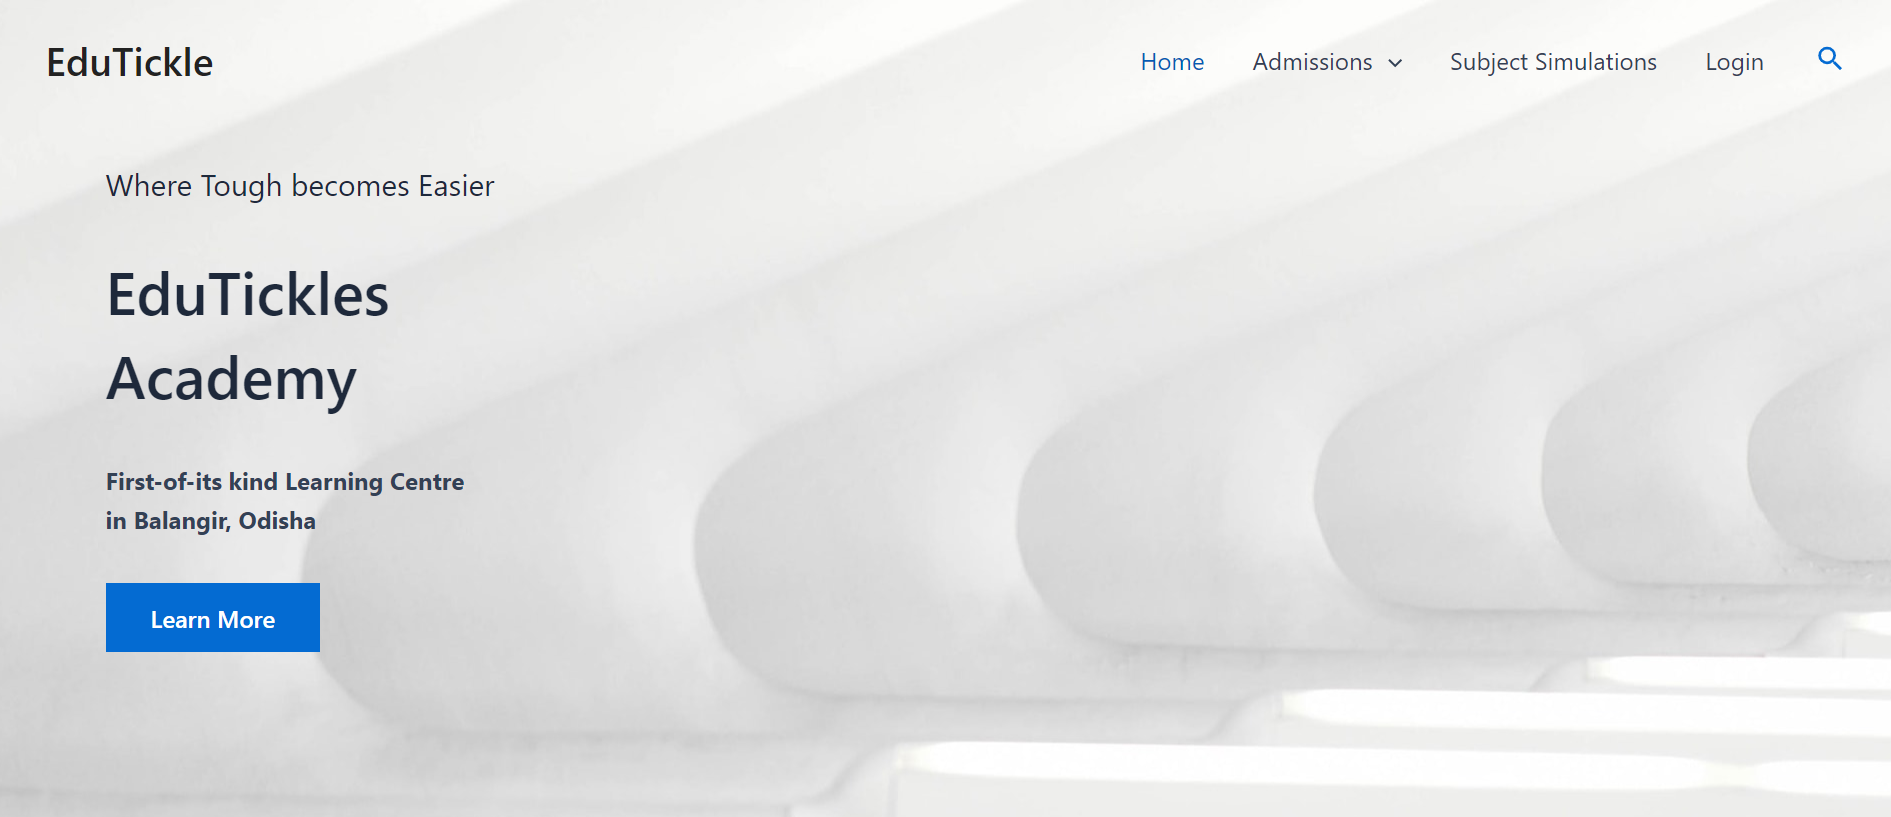 EduTickle
Home Admissions Subject Simulations Login
Where Tough becomes Easier
EduTickles
Academy
First-of-its kind Learning Centre
in Balangir, Odisha
Learn More